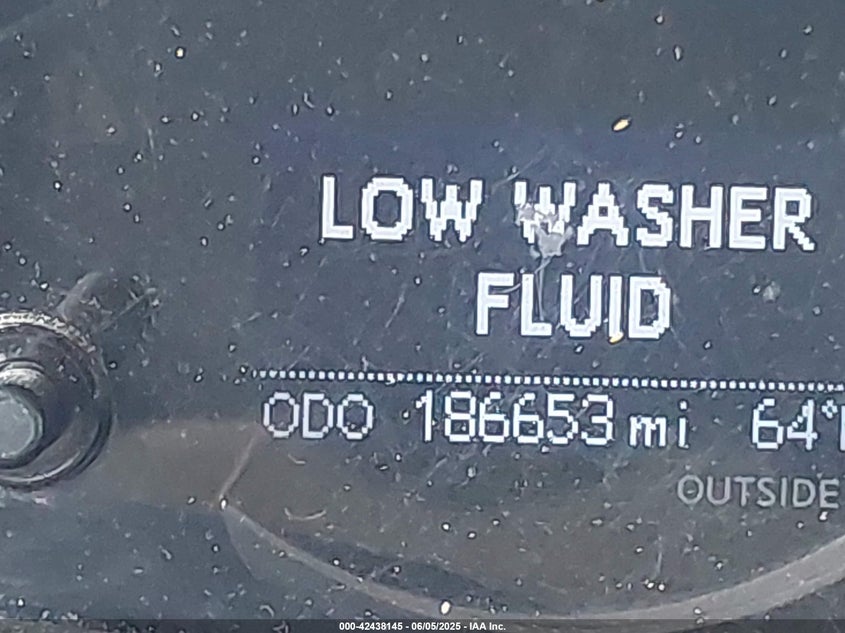 LOW WASHER
FLUID
ODO 186653 mi 64°
OUTSIDE
000-42438145 - 06/05/2025 - IAA Inc.